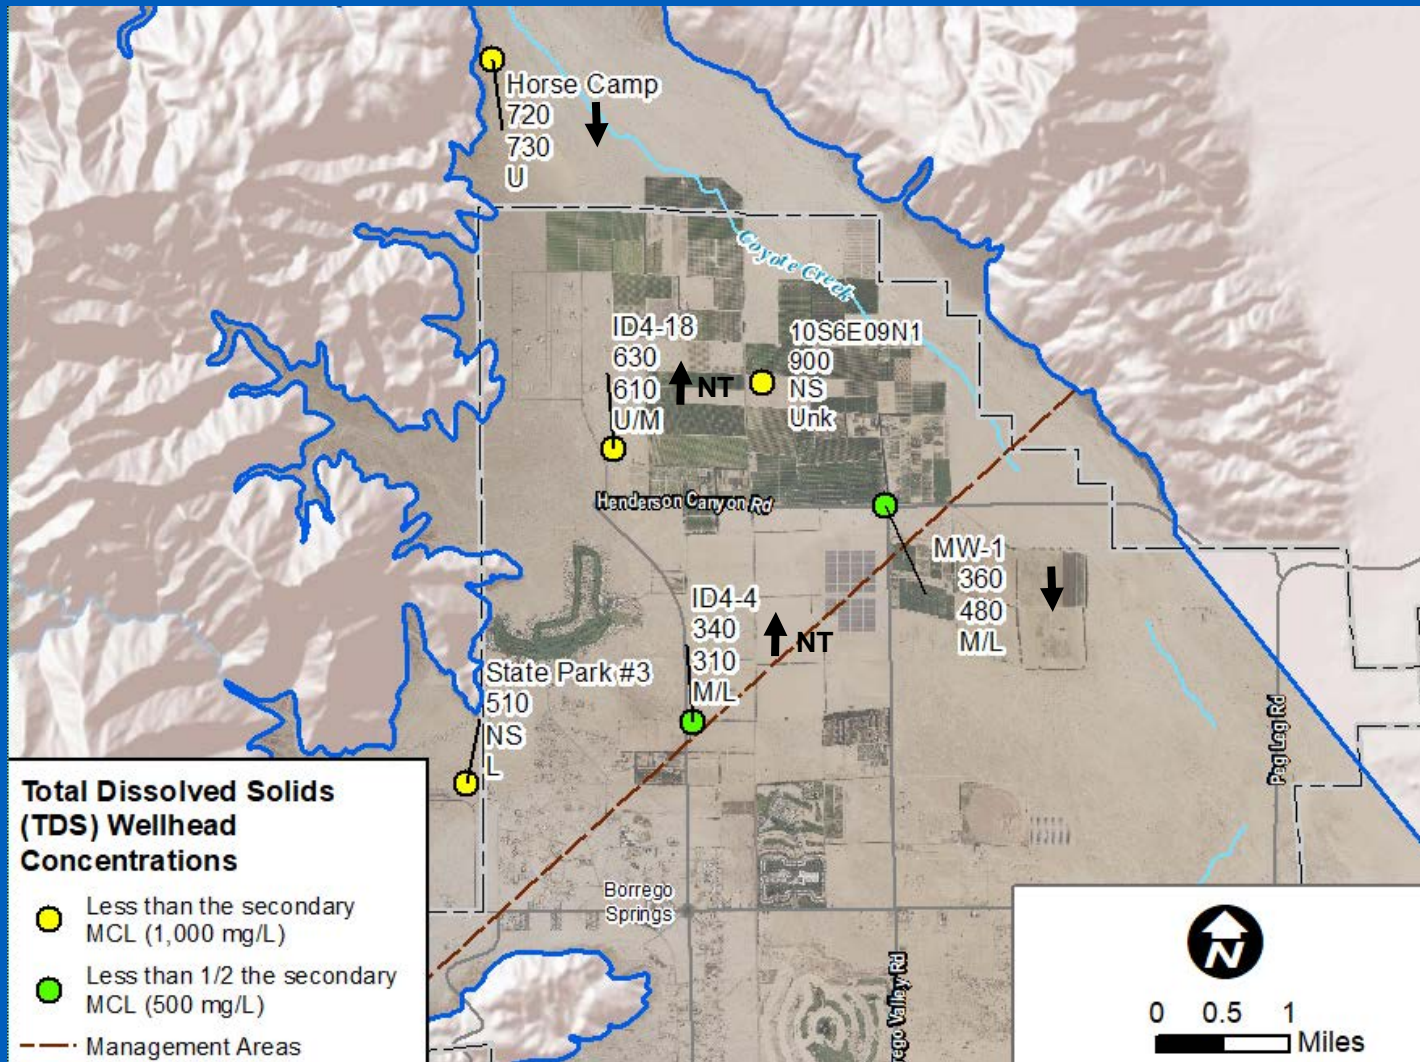 Horse Camp
720
730
U
Coyote Creek
ID4-18
630
610
U/M
NT
10S6E09N1
900
NS
Unk
Henderson Canyon Rd
MW-1
360
480
M/L
ID4-4
340
310
M/L
NT
State Park #3
510
NS
L
Peg Leg Rd
Borrego
Springs
rego Valley Rd
Total Dissolved Solids
(TDS) Wellhead
Concentrations
Less than the secondary
MCL (1,000 mg/L)
Less than 1/2 the secondary
MCL (500 mg/L)
Management Areas
N
0 0.5 1
Miles